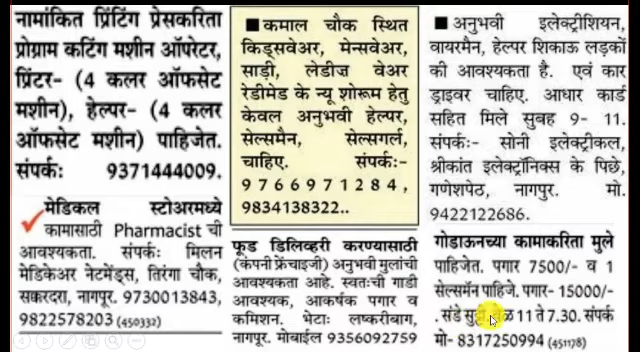 नामांकित प्रिंटिंग प्रेसकरिता
प्रोग्राम कटिंग मशीन ऑपरेटर,
प्रिंटर- (4 कलर ऑफसेट
मशीन), हेल्पर- (4 कलर
ऑफसेट मशीन) पाहिजेत.
संपर्क: 9371444009.
मेडिकल स्टोअरमध्ये
कामासाठी Pharmacist ची
आवश्यकता. संपर्क: मिलन
मेडिकेअर नेटमेंड्स, तिरंगा चौक,
सक्करदरा, नागपूर. 9730013843,
9822578203 (450332)
■ कमाल चौक स्थित
किड्सवेअर, मेन्सवेअर,
साड़ी, लेडीज वेअर
रेडीमेड के न्यू शोरूम हेतु
केवल अनुभवी हेल्पर,
सेल्समैन, सेल्सगर्ल,
चाहिए. संपर्क:-
9766971284,
9834138322..
फूड डिलिव्हरी करण्यासाठी
(कंपनी फ्रेंचाइजी) अनुभवी मुलांची
आवश्यकता आहे. स्वत:ची गाडी
आवश्यक, आकर्षक पगार व
कमिशन. भेटा: लष्करीबाग,
नागपूर. मोबाईल 9356092759
■ अनुभवी इलेक्ट्रीशियन,
वायरमैन, हेल्पर शिकाऊ लड़कों
की आवश्यकता है. एवं कार
ड्राइवर चाहिए. आधार कार्ड
सहित मिले सुबह 9- 11.
संपर्क:- सोनी इलेक्ट्रीकल,
श्रीकांत इलेक्ट्रॉनिक्स के पिछे,
गणेशपेठ, नागपुर. मो.
9422122686.
गोडाऊनच्या कामाकरिता मुले
पाहिजेत. पगार 7500/- व 1
सेल्समॅन पाहिजे. पगार- 15000/-
. संडे सुट्टी. 11 ते 7.30. संपर्क
मो- 8317250994 (451178)